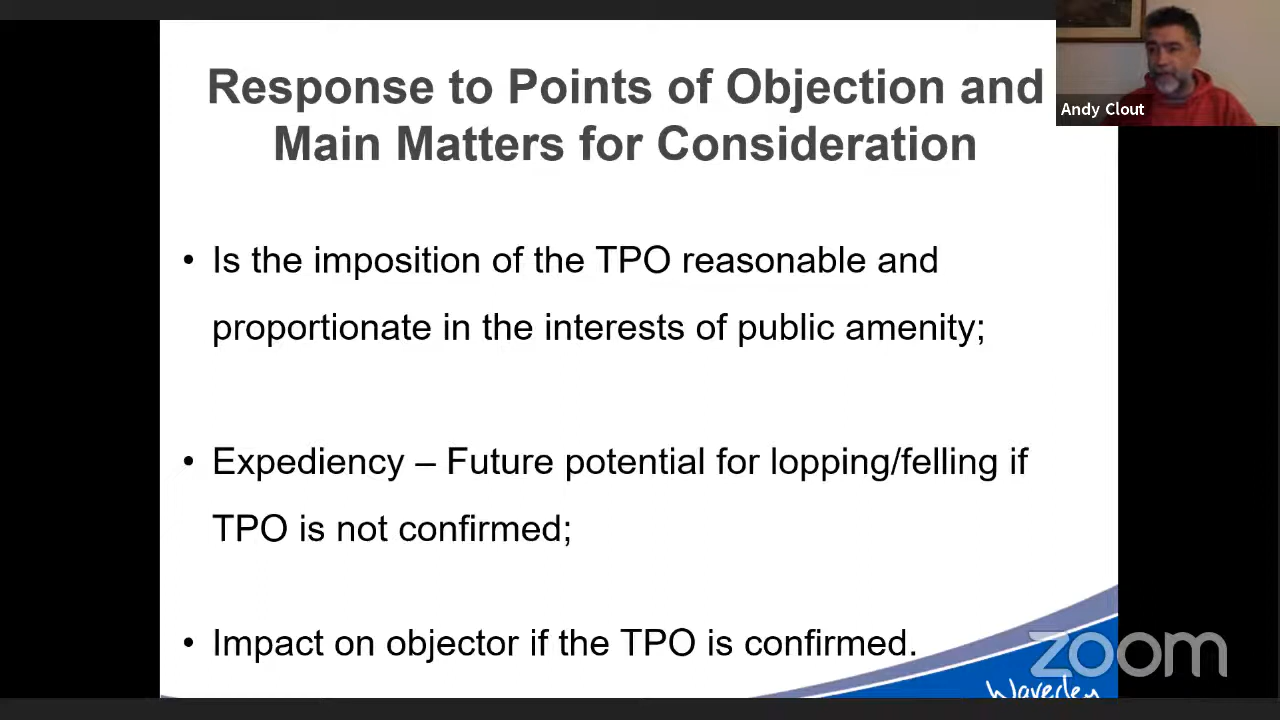 Response to Points of Objection and
Main Matters for Consideration
Andy Clout
• Is the imposition of the TPO reasonable and
proportionate in the interests of public amenity;
• Expediency – Future potential for lopping/felling if
TPO is not confirmed;
• Impact on objector if the TPO is confirmed.
zoom
Waverley